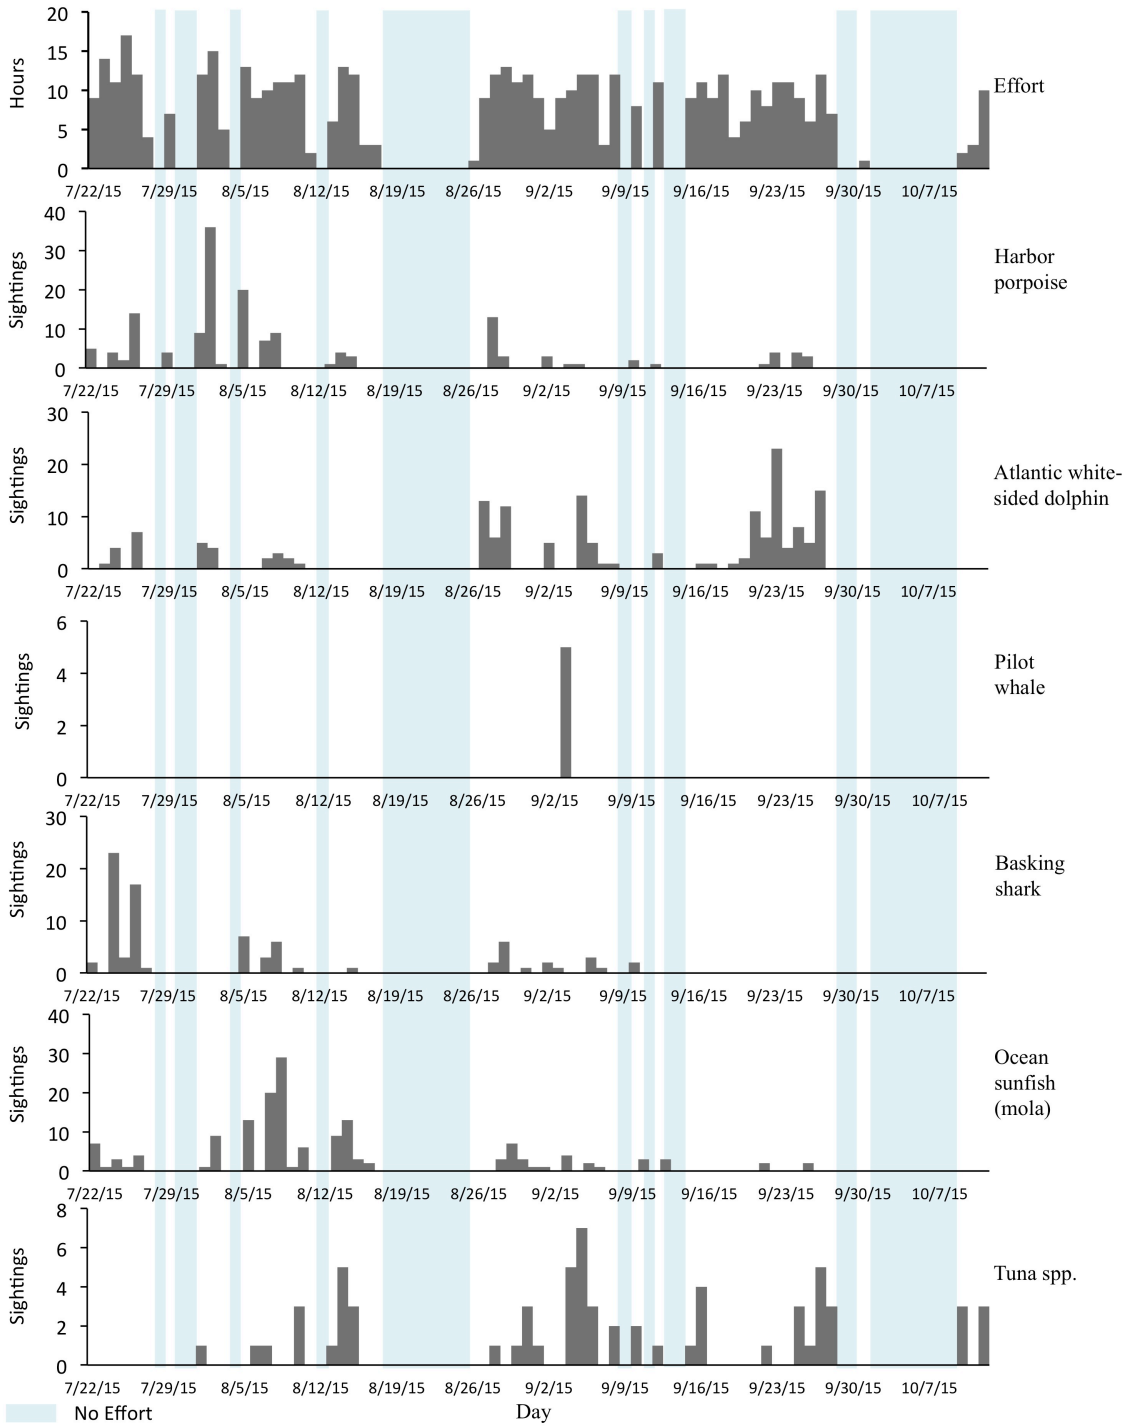 20
15
10
5
0
Hours
Effort
7/22/15 7/29/15 8/5/15 8/12/15 8/19/15 8/26/15 9/2/15 9/9/15 9/16/15 9/23/15 9/30/15 10/7/15
40
30
20
10
0
Sightings
Harbor
porpoise
7/22/15 7/29/15 8/5/15 8/12/15 8/19/15 8/26/15 9/2/15 9/9/15 9/16/15 9/23/15 9/30/15 10/7/15
30
20
10
0
Sightings
Atlantic white-
sided dolphin
7/22/15 7/29/15 8/5/15 8/12/15 8/19/15 8/26/15 9/2/15 9/9/15 9/16/15 9/23/15 9/30/15 10/7/15
6
4
2
0
Sightings
Pilot
whale
7/22/15 7/29/15 8/5/15 8/12/15 8/19/15 8/26/15 9/2/15 9/9/15 9/16/15 9/23/15 9/30/15 10/7/15
30
20
10
0
Sightings
Basking
shark
7/22/15 7/29/15 8/5/15 8/12/15 8/19/15 8/26/15 9/2/15 9/9/15 9/16/15 9/23/15 9/30/15 10/7/15
40
30
20
10
0
Sightings
Ocean
sunfish
(mola)
7/22/15 7/29/15 8/5/15 8/12/15 8/19/15 8/26/15 9/2/15 9/9/15 9/16/15 9/23/15 9/30/15 10/7/15
8
6
4
2
0
Sightings
Tuna spp.
7/22/15 7/29/15 8/5/15 8/12/15 8/19/15 8/26/15 9/2/15 9/9/15 9/16/15 9/23/15 9/30/15 10/7/15
No Effort
Day